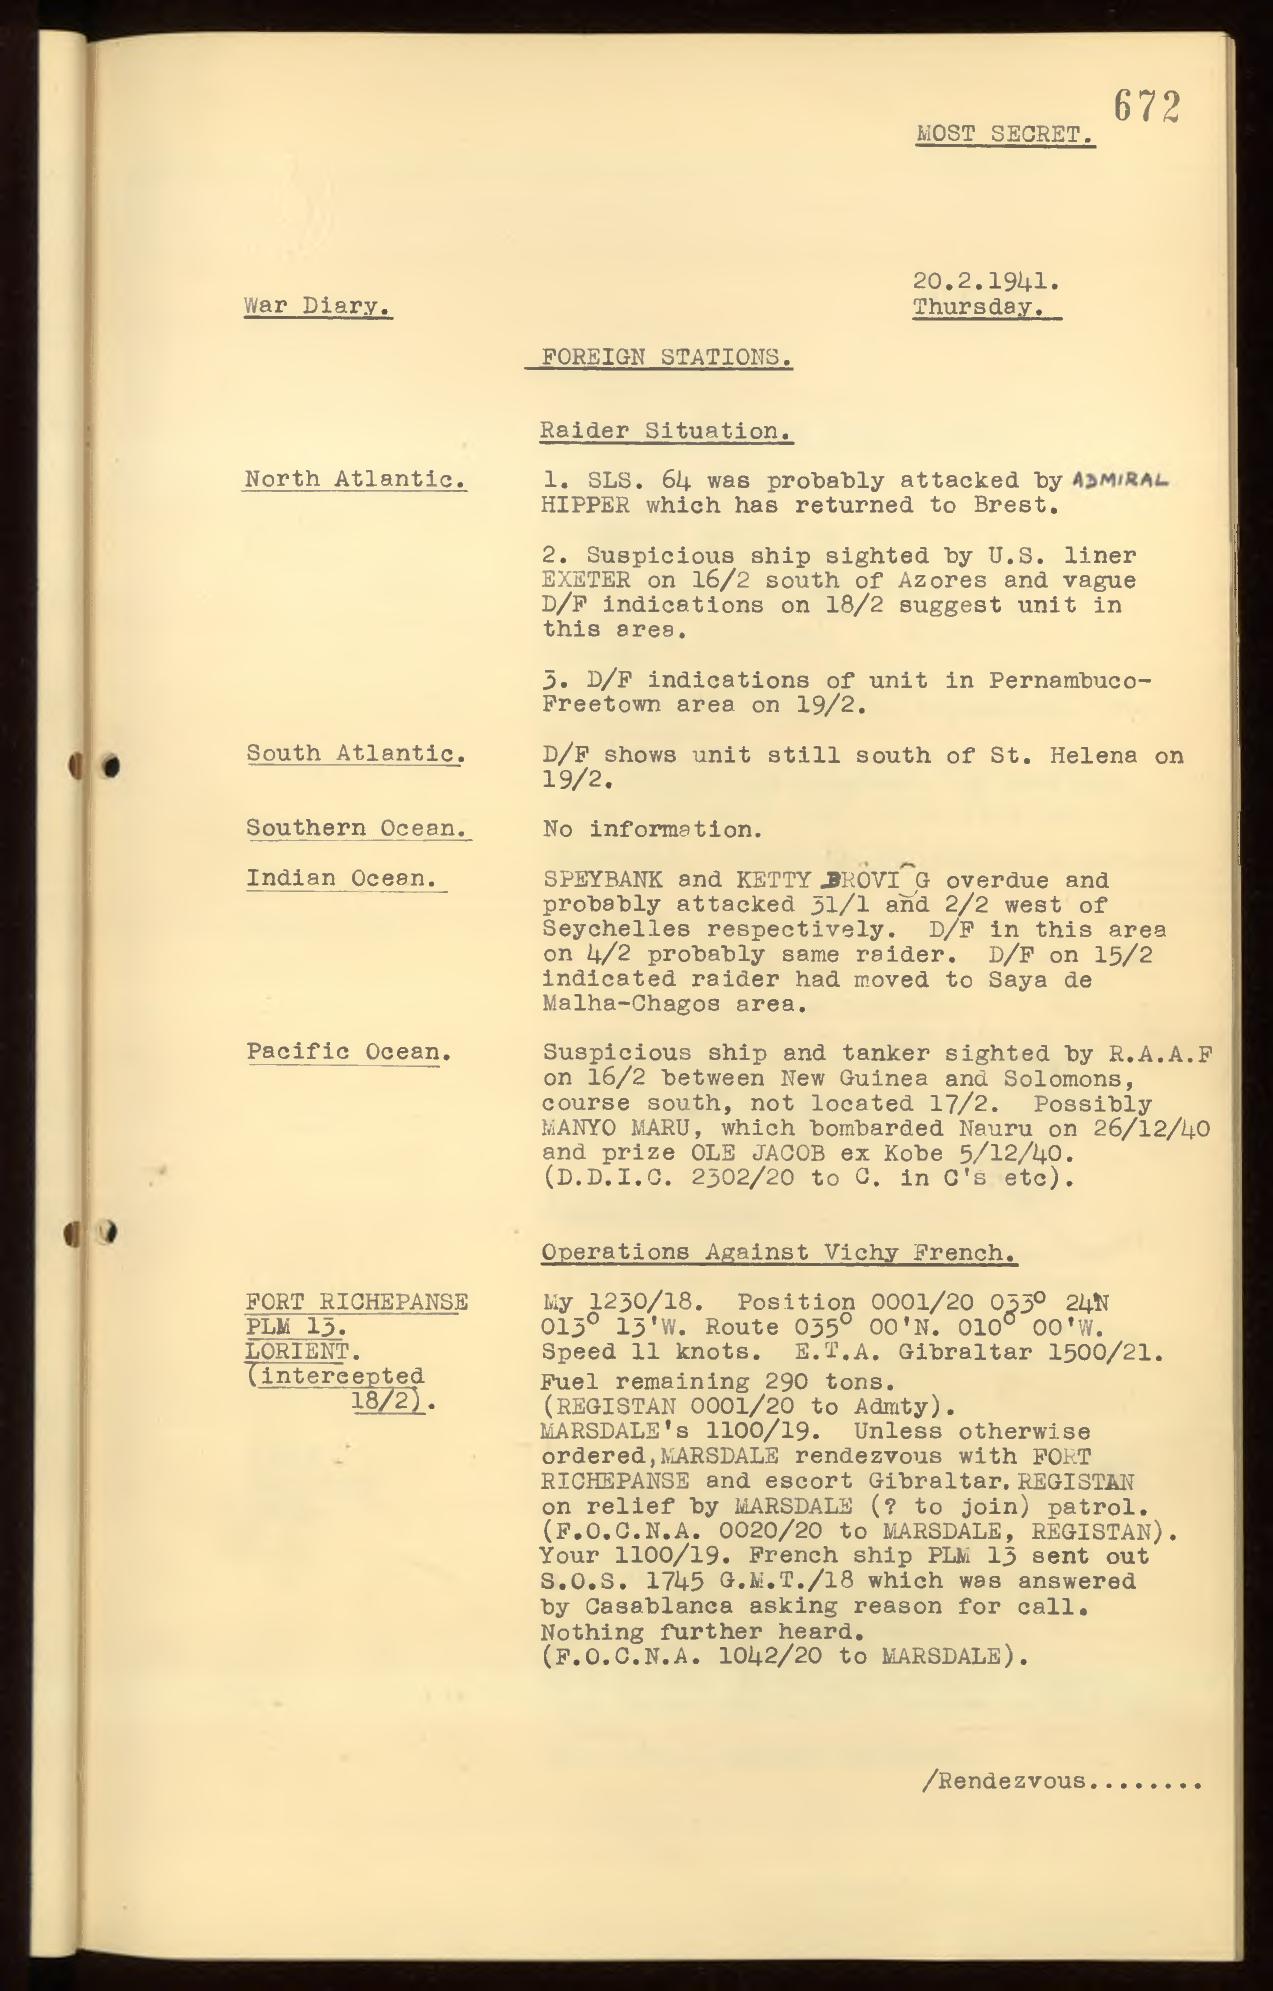 672
MOST SECRET.
20.2.1941.
War Diary.
Thursday.
FOREIGN STATIONS.
Raider Situation.
North Atlantic.
1. SLS. 64 was probably attacked by ADMIRAL
HIPPER which has returned to Brest.
2. Suspicious ship sighted by U.S. liner
EXETER on 16/2 south of Azores and vague
D/F indications on 18/2 suggest unit in
this area.
3. D/F indications of unit in Pernambuco-
Freetown area on 19/2.
South Atlantic.
D/F shows unit still south of St. Helena on
19/2.
Southern Ocean.
No information.
Indian Ocean.
SPEYBANK and KETTY BROVIG overdue and
probably attacked 31/1 and 2/2 west of
Seychelles respectively. D/F in this area
on 4/2 probably same raider. D/F on 15/2
indicated raider had moved to Saya de
Malha-Chagos area.
Pacific Ocean.
Suspicious ship and tanker sighted by R.A.A.F
on 16/2 between New Guinea and Solomons,
course south, not located 17/2. Possibly
MANYO MARU, which bombarded Nauru on 26/12/40
and prize OLE JACOB ex Kobe 5/12/40.
(D.D.I.C. 2302/20 to C. in C's etc).
Operations Against Vichy French.
FORT RICHEPANSE
PLM 13.
LORIENT.
(intercepted
18/2).
My 1230/18. Position 0001/20 033° 24'N
013° 13'W. Route 035° 00'N. 010° 00'W.
Speed 11 knots. E.T.A. Gibraltar 1500/21.
Fuel remaining 290 tons.
(REGISTAN 0001/20 to Admty).
MARSDALE's 1100/19. Unless otherwise
ordered, MARSDALE rendezvous with FORT
RICHEPANSE and escort Gibraltar. REGISTAN
on relief by MARSDALE (? to join) patrol.
(F.O.C.N.A. 0020/20 to MARSDALE, REGISTAN).
Your 1100/19. French ship PLM 13 sent out
S.O.S. 1745 G.M.T./18 which was answered
by Casablanca asking reason for call.
Nothing further heard.
(F.O.C.N.A. 1042/20 to MARSDALE).
/Rendezvous........